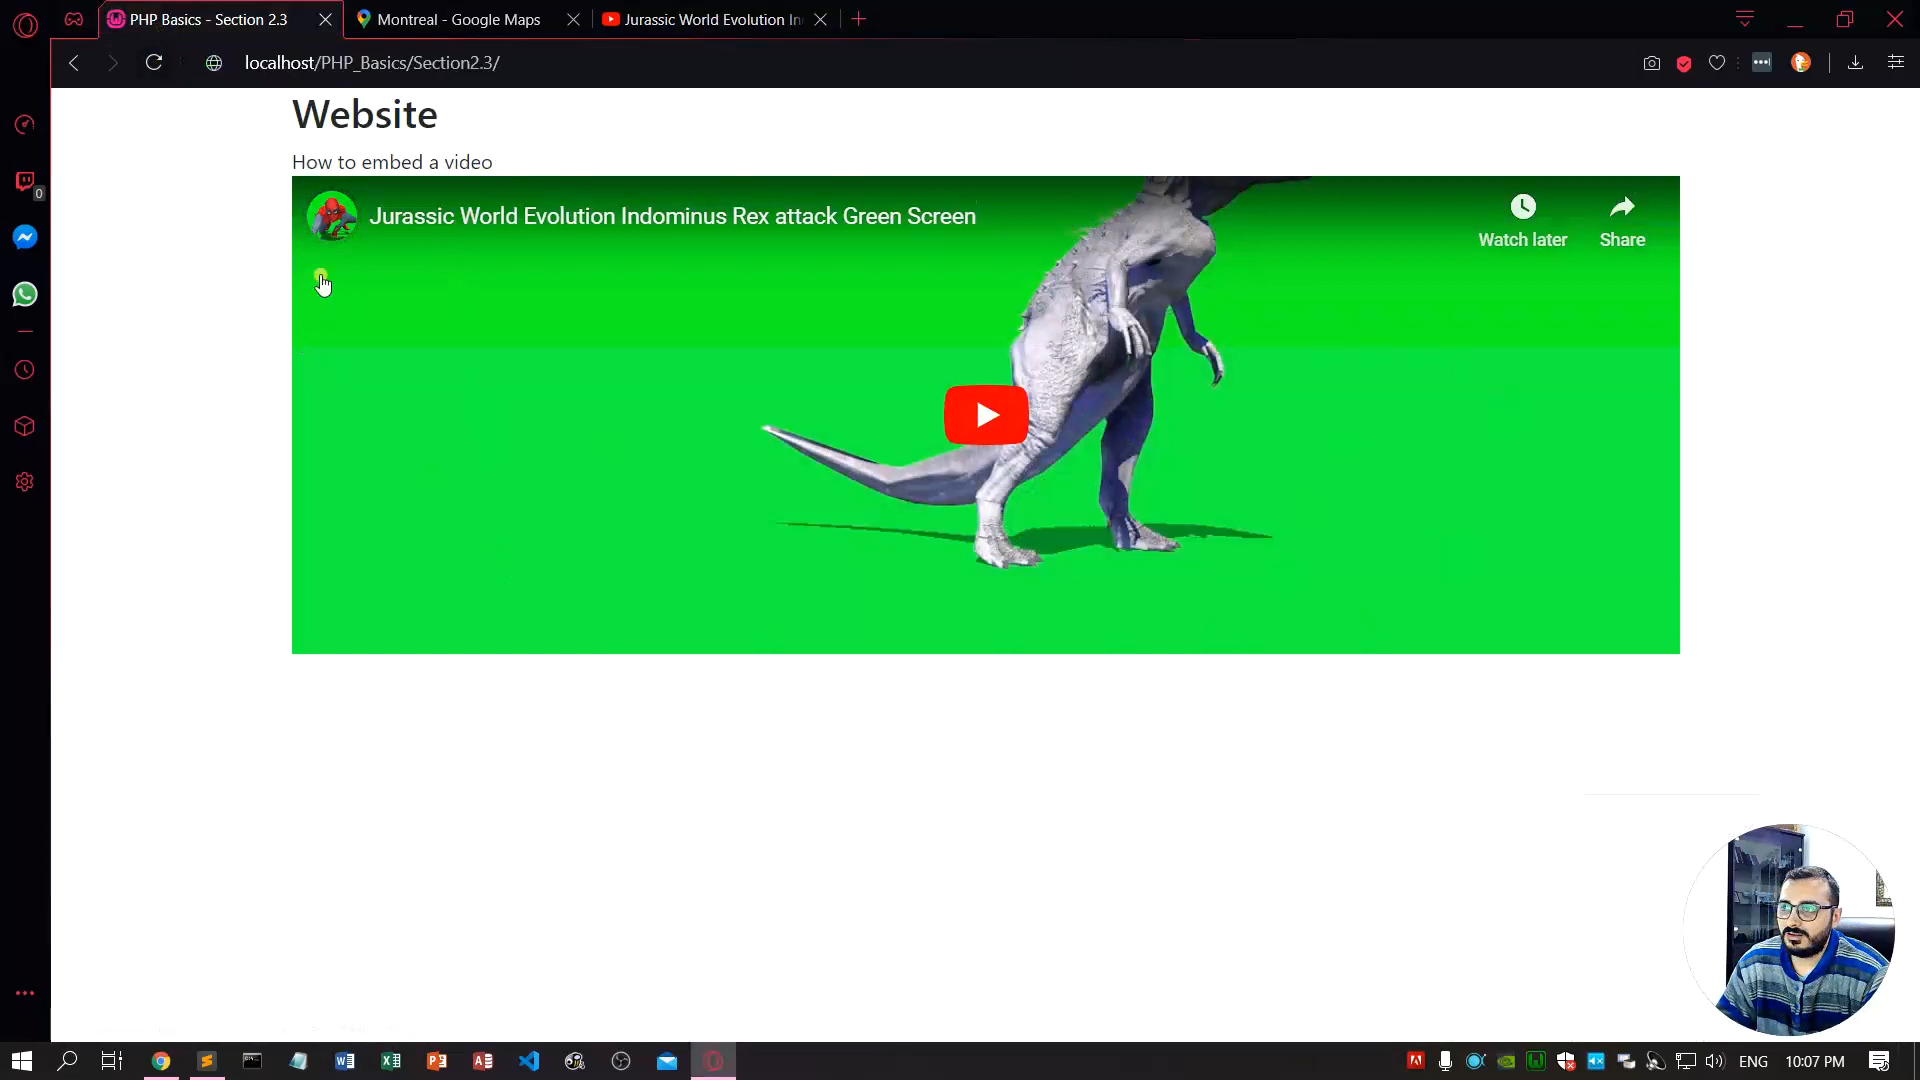 PHP Basics - Section 2.3
Montreal - Google Maps
Jurassic World Evolution In
localhost/PHP_Basics/Section2.3/
0
Website
How to embed a video
Jurassic World Evolution Indominus Rex attack Green Screen
Watch later
Share
ENG
10:07 PM